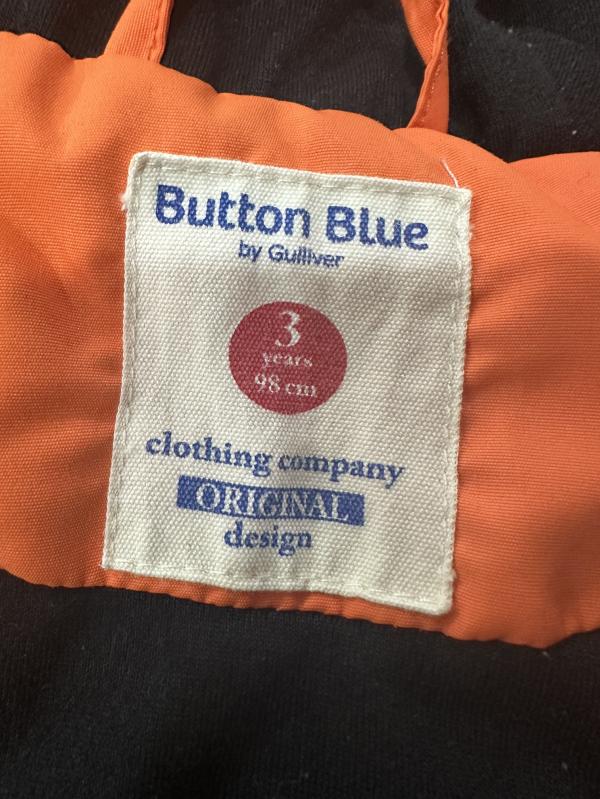 Button Blue
by Gulliver
3
years
98 cm
clothing company
ORIGINAL
design